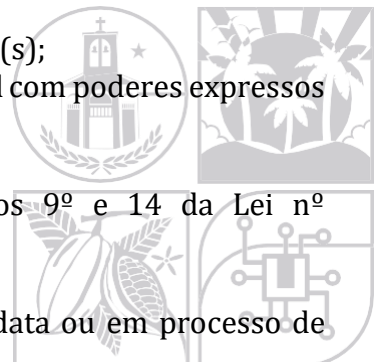 (s);
com poderes expressos
os 9º e 14 da Lei nº
data ou em processo de